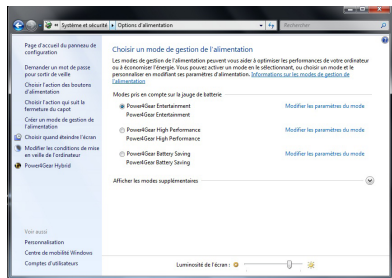 Système et sécurité ▸ Options d'alimentation
Rechercher
Page d'accueil du panneau de
configuration
Demander un mot de passe
pour sortir de veille
Choisir l'action des boutons
d'alimentation
Choisir l'action qui suit la
fermeture du capot
Créer un mode de gestion de
l'alimentation
Choisir quand éteindre l'écran
Modifier les conditions de mise
en veille de l'ordinateur
Power4Gear Hybrid
Voir aussi
Personnalisation
Centre de mobilité Windows
Comptes d'utilisateurs
Choisir un mode de gestion de l'alimentation
Les modes de gestion de l'alimentation peuvent vous aider à optimiser les performances de votre ordinateur
ou à économiser l'énergie. Vous pouvez activer un mode en le sélectionnant, ou choisir un mode et le
personnaliser en modifiant ses paramètres d'alimentation. Informations sur les modes de gestion de
l'alimentation
Modes pris en compte sur la jauge de batterie
Power4Gear Entertainment Modifier les paramètres du mode
Power4Gear Entertainment
Power4Gear High Performance Modifier les paramètres du mode
Power4Gear High Performance
Power4Gear Battery Saving Modifier les paramètres du mode
Power4Gear Battery Saving
Afficher les modes supplémentaires
Luminosité de l'écran :